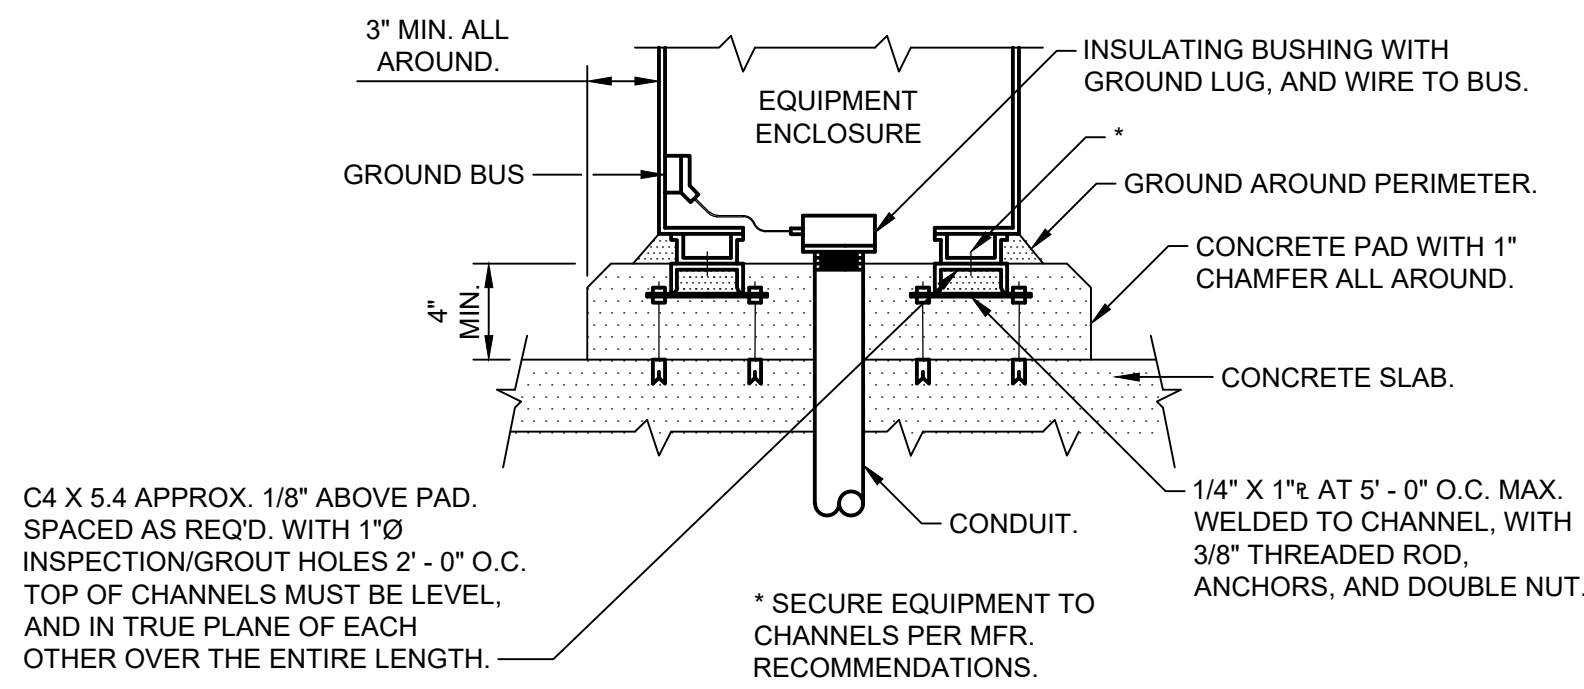 3" MIN. ALL
AROUND.
EQUIPMENT
ENCLOSURE
INSULATING BUSHING WITH
GROUND LUG, AND WIRE TO BUS.
*
GROUND BUS
GROUND AROUND PERIMETER.
CONCRETE PAD WITH 1"
CHAMFER ALL AROUND.
4"
MIN.
CONCRETE SLAB.
C4 X 5.4 APPROX. 1/8" ABOVE PAD.
SPACED AS REQ'D. WITH 1"Ø
INSPECTION/GROUT HOLES 2' - 0" O.C.
TOP OF CHANNELS MUST BE LEVEL,
AND IN TRUE PLANE OF EACH
OTHER OVER THE ENTIRE LENGTH.
CONDUIT.
1/4" X 1"℄ AT 5' - 0" O.C. MAX.
WELDED TO CHANNEL, WITH
3/8" THREADED ROD,
ANCHORS, AND DOUBLE NUT.
* SECURE EQUIPMENT TO
CHANNELS PER MFR.
RECOMMENDATIONS.